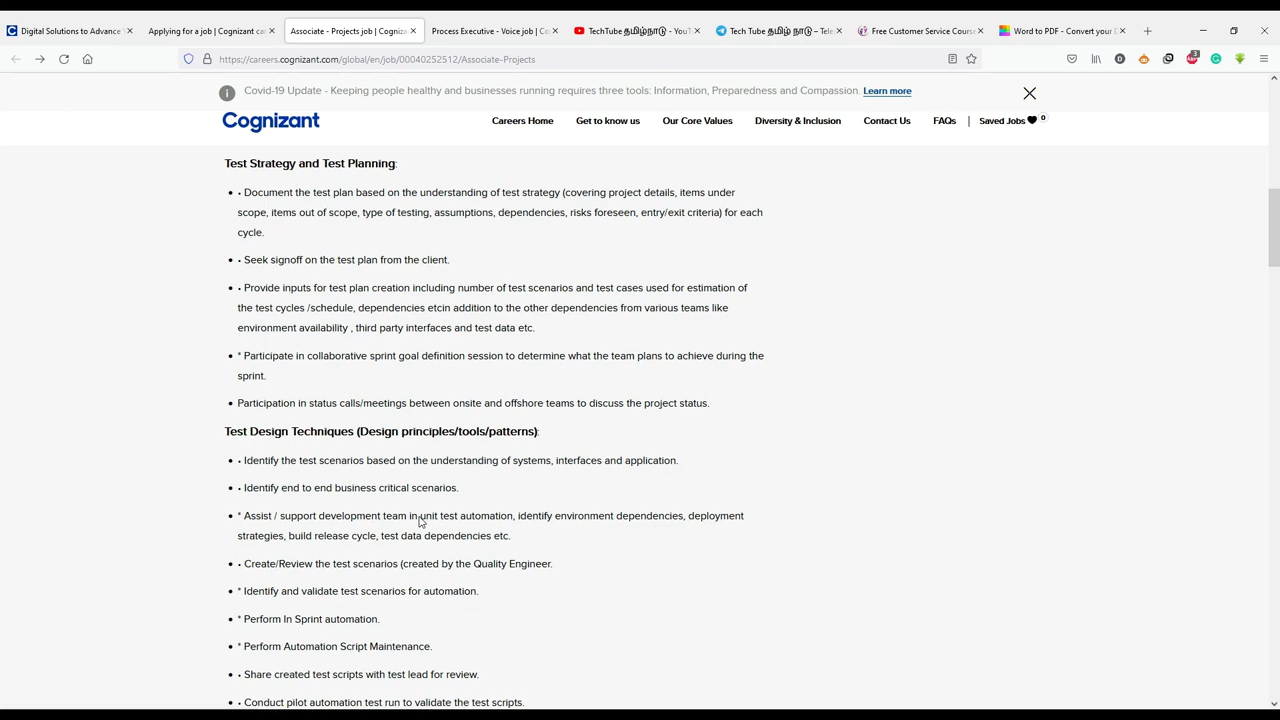 Digital Solutions to Advance
Applying for a job | Cognizant ca
Associate - Projects job | Cogniza
Process Executive - Voice job | Co
TechTube தமிழ்நாடு - YouT
Tech Tube தமிழ் நாடு – Tele
Free Customer Service Course
Word to PDF - Convert your D
https://careers.cognizant.com/global/en/job/00040252512/Associate-Projects
3
Covid-19 Update - Keeping people healthy and businesses running requires three tools: Information, Preparedness and Compassion. Learn more
Cognizant
Careers Home Get to know us Our Core Values Diversity & Inclusion Contact Us FAQs | Saved Jobs 0
Test Strategy and Test Planning:
• • Document the test plan based on the understanding of test strategy (covering project details, items under
scope, items out of scope, type of testing, assumptions, dependencies, risks foreseen, entry/exit criteria) for each
cycle.
• • Seek signoff on the test plan from the client.
• • Provide inputs for test plan creation including number of test scenarios and test cases used for estimation of
the test cycles /schedule, dependencies etcin addition to the other dependencies from various teams like
environment availability , third party interfaces and test data etc.
• * Participate in collaborative sprint goal definition session to determine what the team plans to achieve during the
sprint.
• Participation in status calls/meetings between onsite and offshore teams to discuss the project status.
Test Design Techniques (Design principles/tools/patterns):
• • Identify the test scenarios based on the understanding of systems, interfaces and application.
• • Identify end to end business critical scenarios.
• * Assist / support development team in unit test automation, identify environment dependencies, deployment
strategies, build release cycle, test data dependencies etc.
• • Create/Review the test scenarios (created by the Quality Engineer.
• * Identify and validate test scenarios for automation.
• * Perform In Sprint automation.
• * Perform Automation Script Maintenance.
• • Share created test scripts with test lead for review.
• • Conduct pilot automation test run to validate the test scripts.